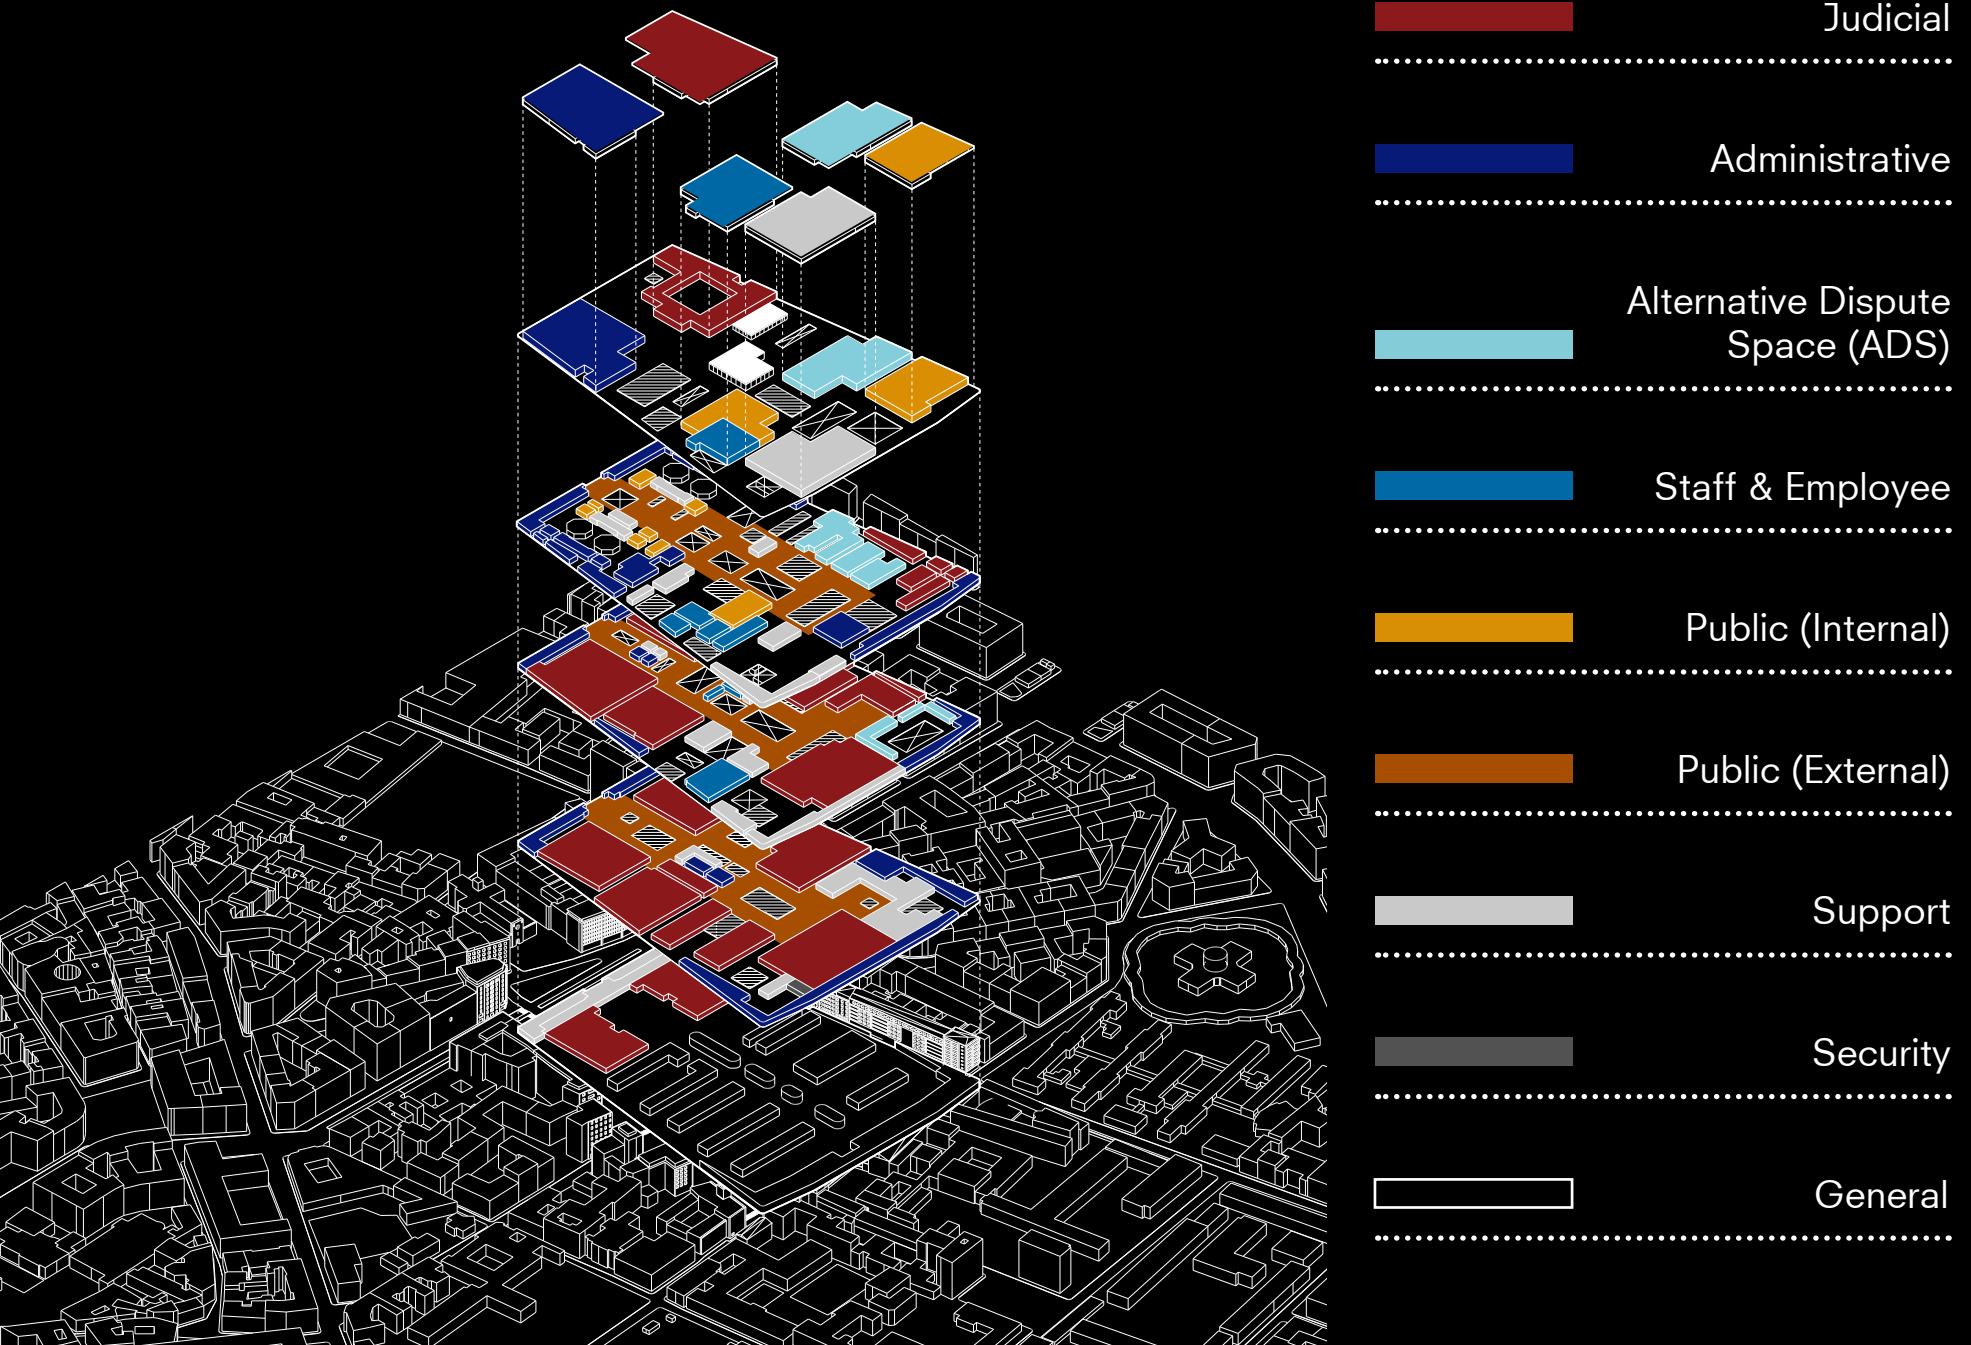 Judicial
Administrative
Alternative Dispute
Space (ADS)
Staff & Employee
Public (Internal)
Public (External)
Support
Security
General